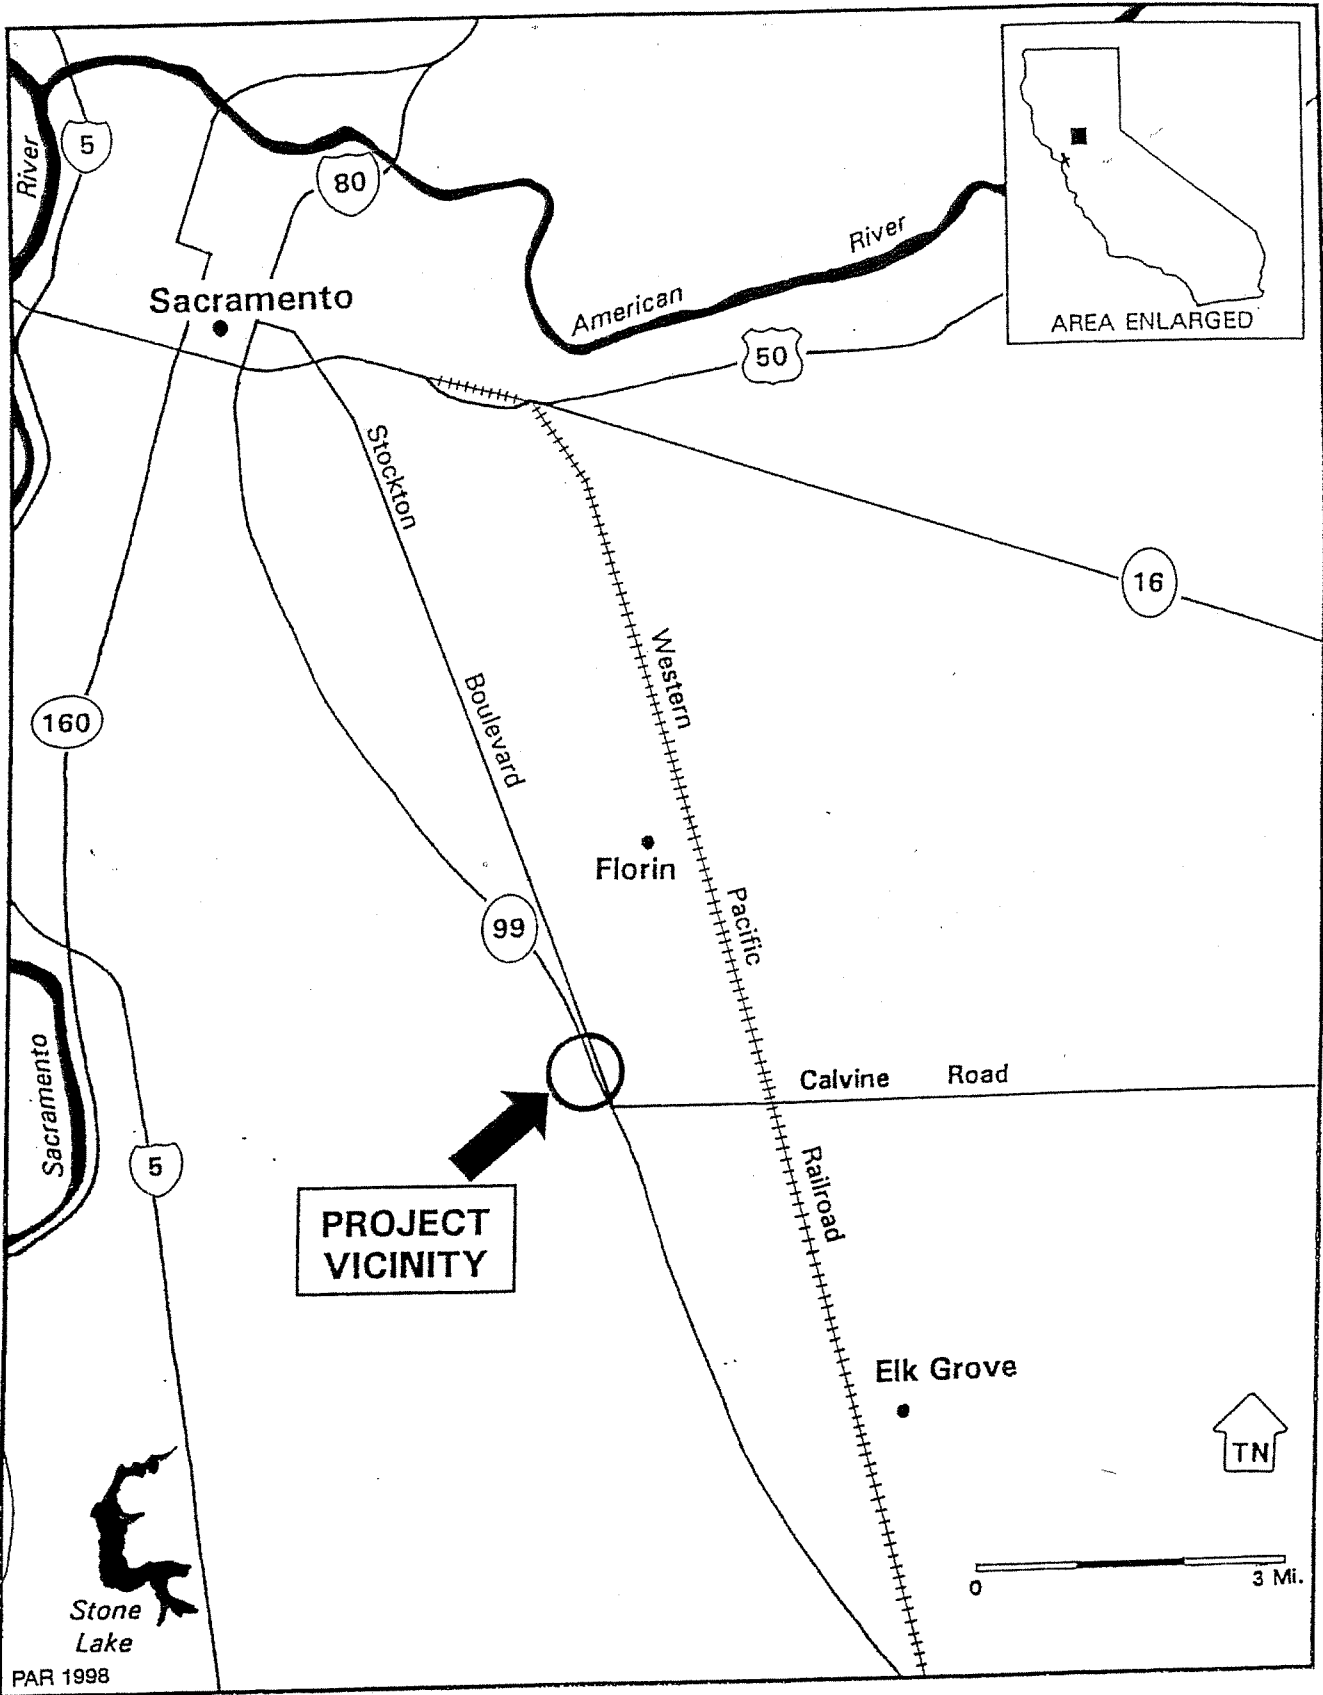 River
5
80
Sacramento
American
River
50
AREA ENLARGED
Stockton
Boulevard
16
Western
Pacific
Railroad
160
Florin
99
Calvine Road
Sacramento
5
PROJECT
VICINITY
Elk Grove
TN
0
3 Mi.
Stone
Lake
PAR 1998